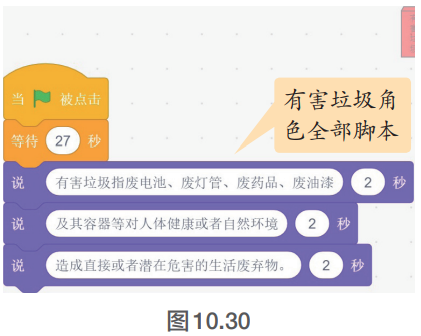 有害垃圾角
色全部脚本
当 被点击
等待 27 秒
说 有害垃圾指废电池、废灯管、废药品、废油漆 2 秒
说 及其容器等对人体健康或者自然环境 2 秒
说 造成直接或者潜在危害的生活废弃物。 2 秒
图10.30